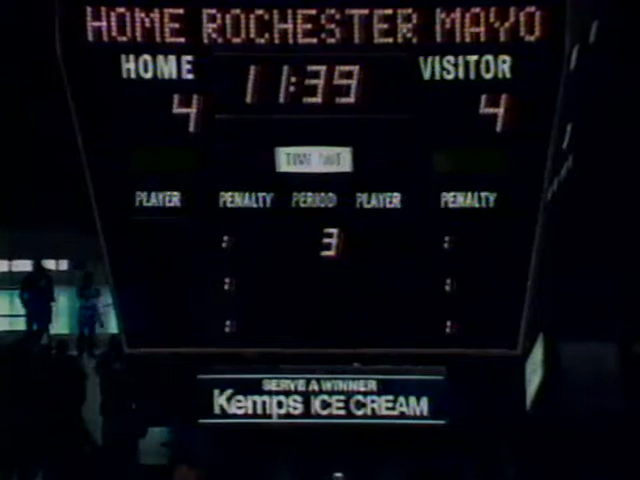 HOME ROCHESTER MAYO
HOME 11:39 VISITOR
4 4
TIME OUT
PLAYER PENALTY PERIOD PLAYER PENALTY
: 3 :
: :
: :
SERVE A WINNER
Kemps ICE CREAM